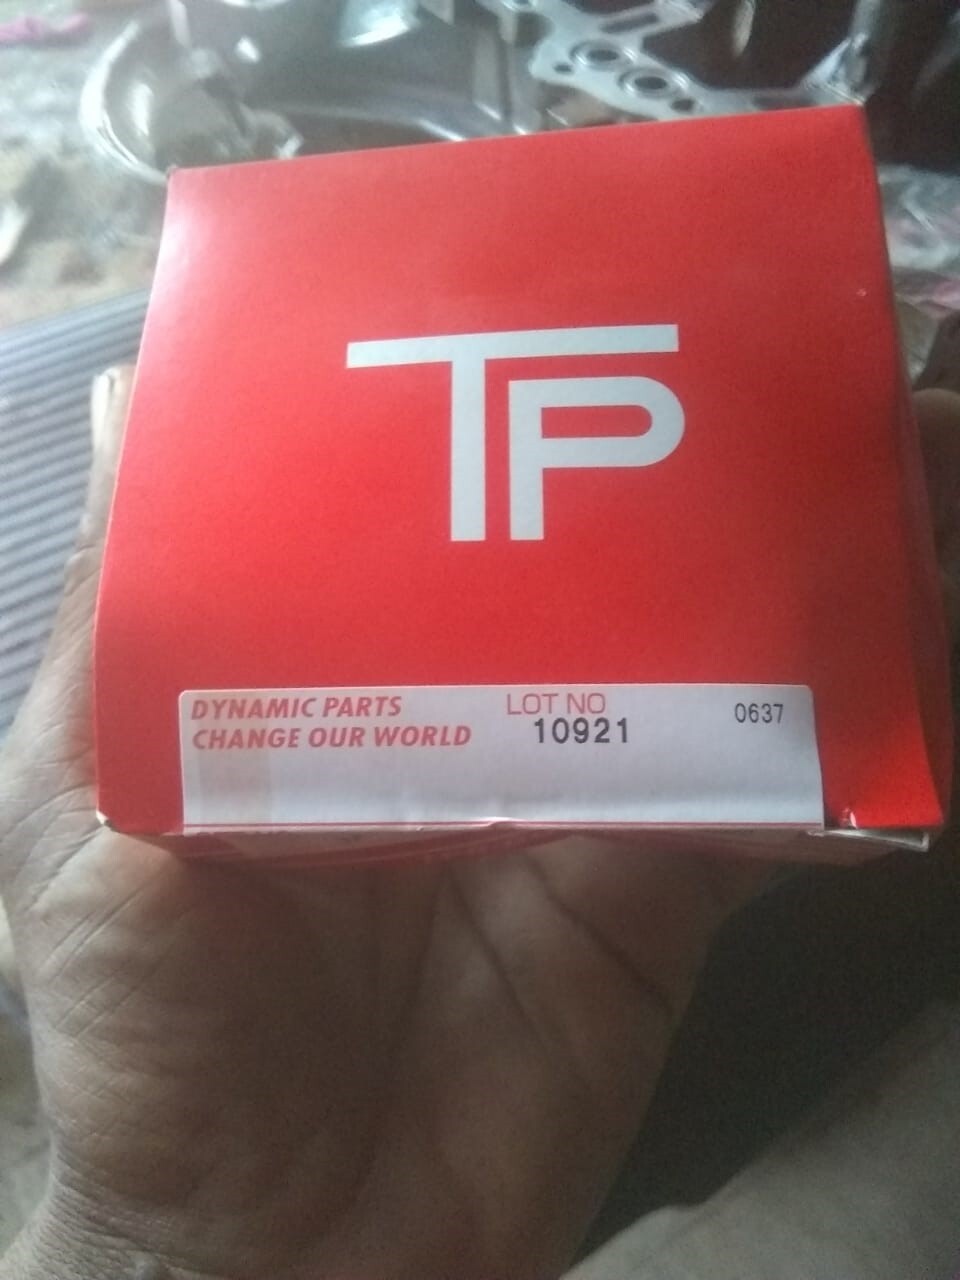 TP
DYNAMIC PARTS
CHANGE OUR WORLD
LOT NO
10921
0637